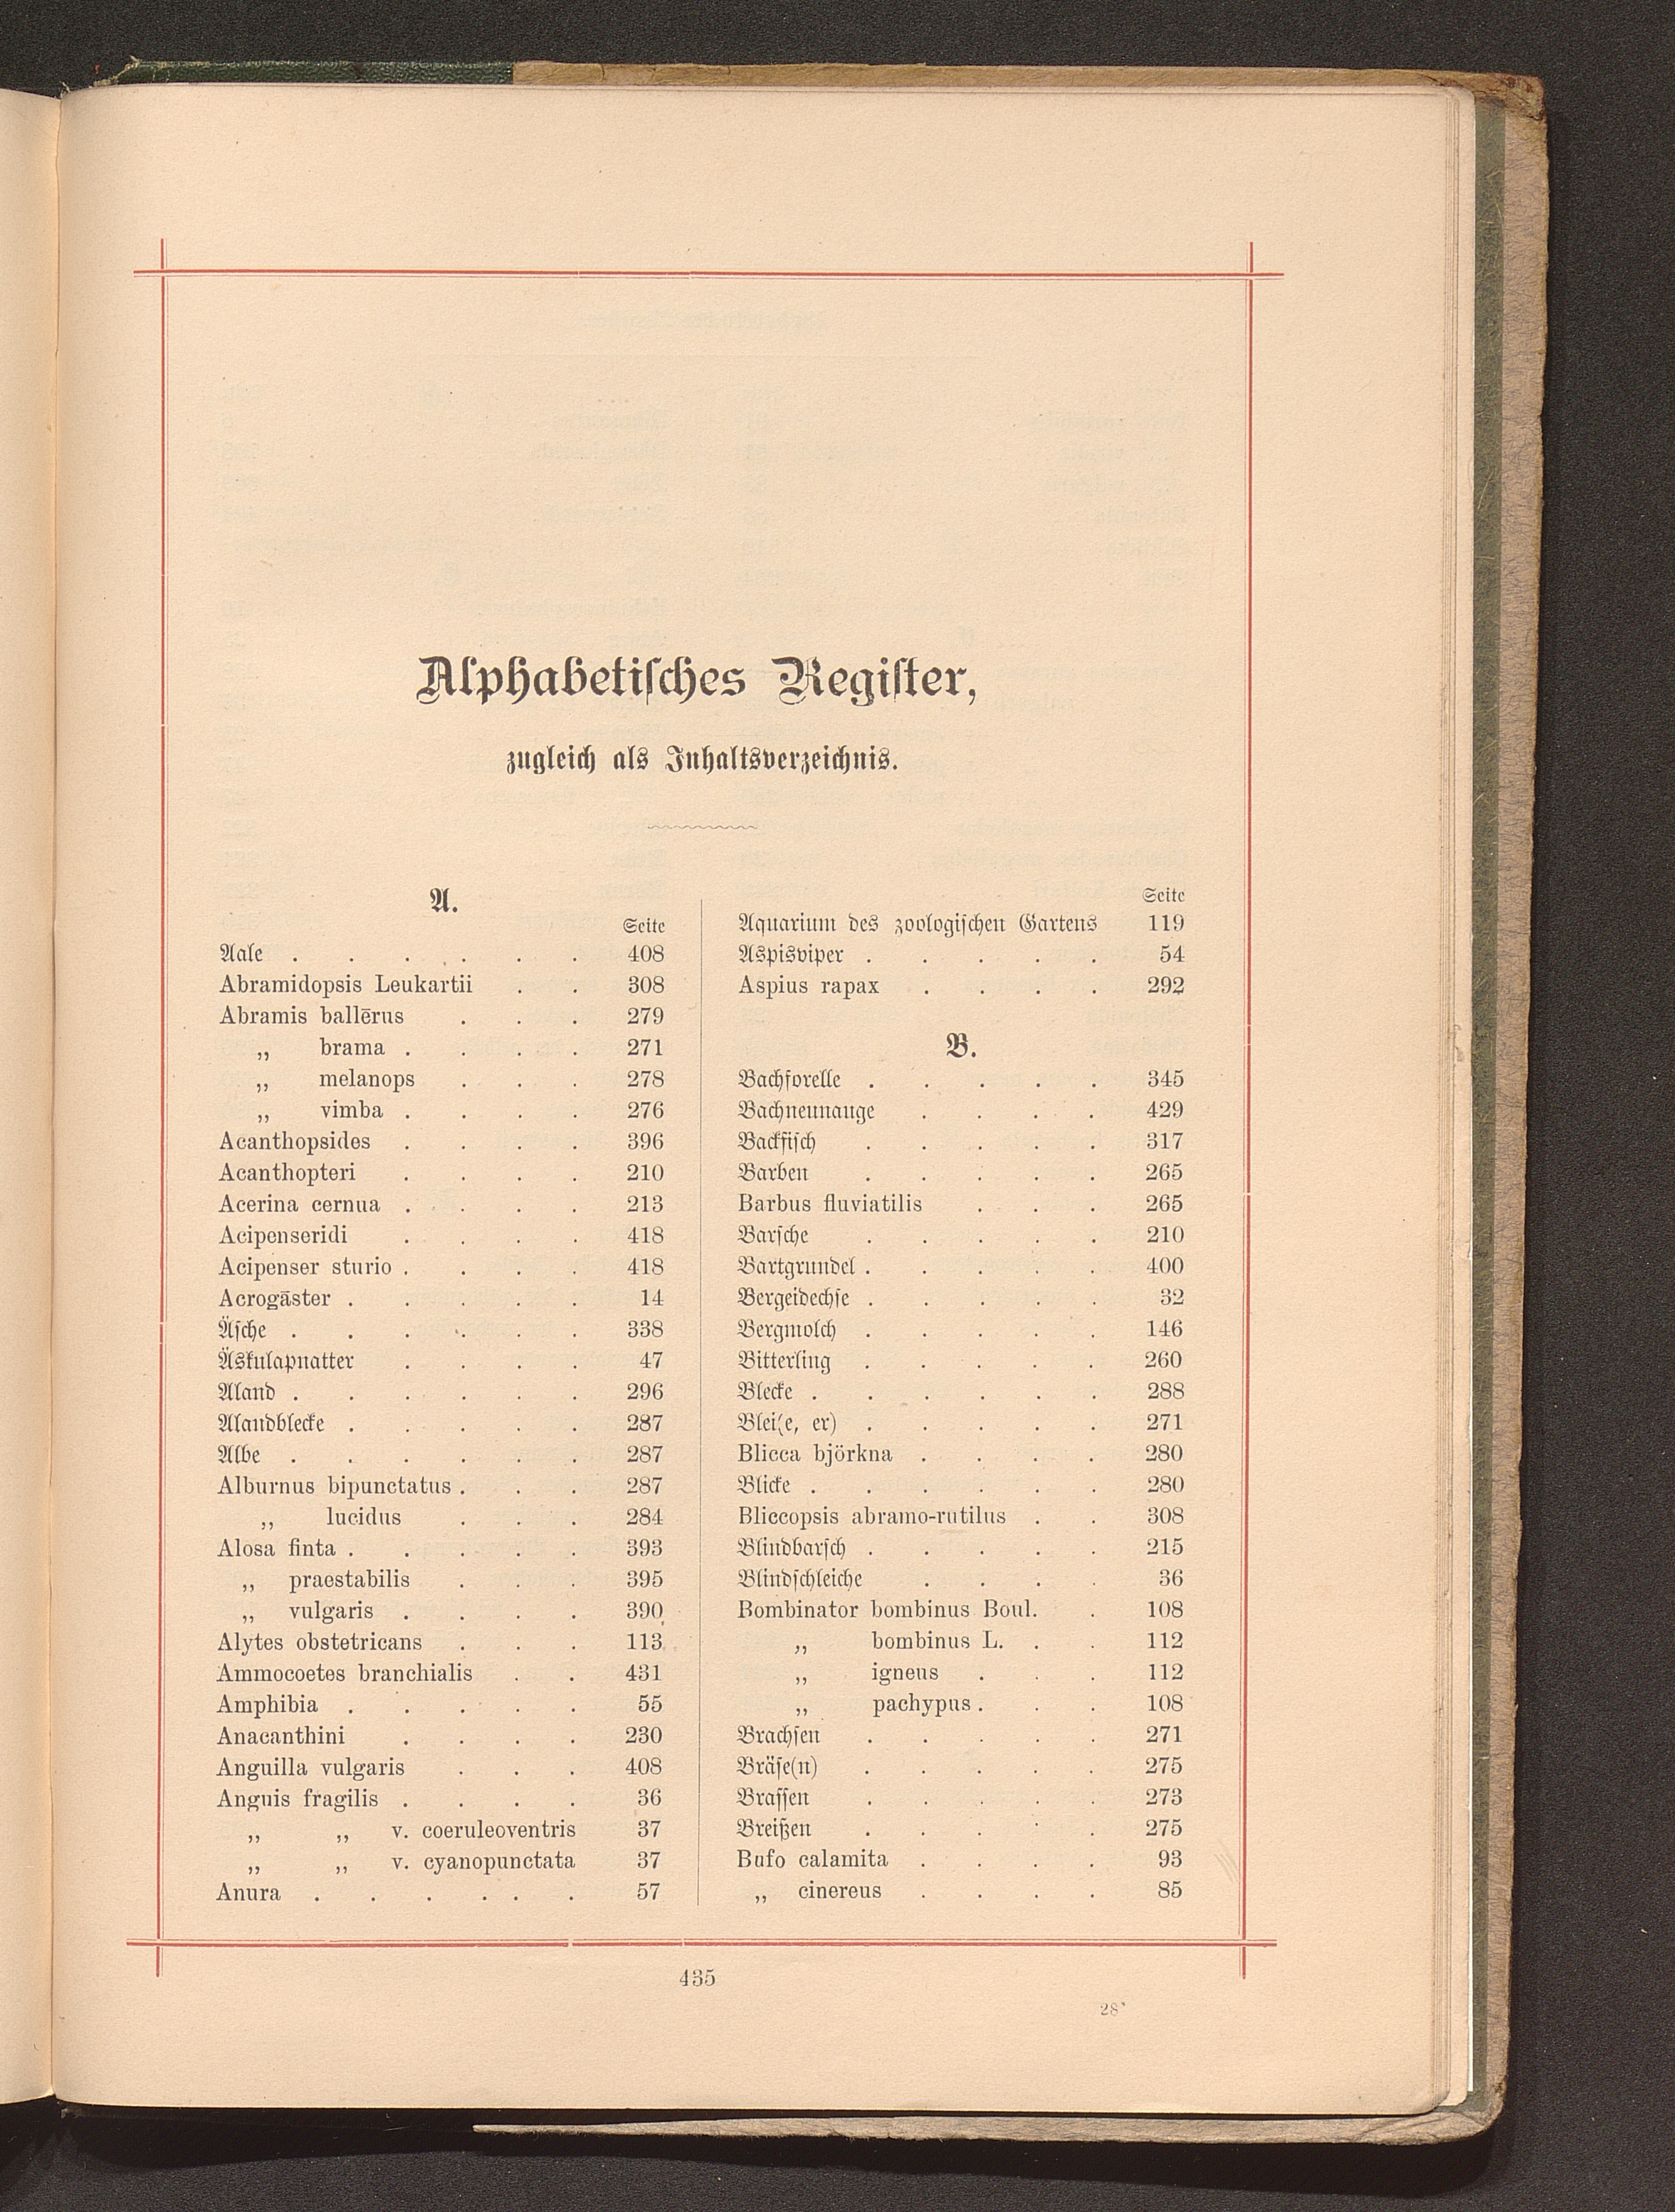 Alphabetisches Register,
zugleich als Inhaltsverzeichnis.
A.
Seite
Aale . . . . . . 408
Abramidopsis Leukartii . . 308
Abramis ballērus . . . 279
„ brama . . . . 271
„ melanops . . . 278
„ vimba . . . . 276
Acanthopsides . . . . 396
Acanthopteri . . . . 210
Acerina cernua . . . . 213
Acipenseridi . . . . 418
Acipenser sturio . . . . 418
Acrogāster . . . . . 14
Äsche . . . . . . 338
Äskulapnatter . . . . 47
Aland . . . . . . 296
Alandblecke . . . . . 287
Albe . . . . . . 287
Alburnus bipunctatus . . . 287
„ lucidus . . . 284
Alosa finta . . . . . 393
„ praestabilis . . . 395
„ vulgaris . . . . 390
Alytes obstetricans . . . 113
Ammocoetes branchialis . . 431
Amphibia . . . . . 55
Anacanthini . . . . 230
Anguilla vulgaris . . . 408
Anguis fragilis . . . . 36
„ „ v. coeruleoventris 37
„ „ v. cyanopunctata 37
Anura . . . . . . 57
Seite
Aquarium des zoologischen Gartens 119
Aspisviper . . . . . 54
Aspius rapax . . . . 292
B.
Bachforelle . . . . . 345
Bachneunauge . . . . 429
Backfisch . . . . . 317
Barben . . . . . 265
Barbus fluviatilis . . . 265
Barsche . . . . . 210
Bartgrundel . . . . . 400
Bergeidechse . . . . . 32
Bergmolch . . . . . 146
Bitterling . . . . . 260
Blecke . . . . . . 288
Blei(e, er) . . . . . 271
Blicca björkna . . . . 280
Blicke . . . . . . 280
Bliccopsis abramo-rutilus . . 308
Blindbarsch . . . . . 215
Blindschleiche . . . . 36
Bombinator bombinus Boul. . 108
„ bombinus L. . . 112
„ igneus . . . 112
„ pachypus . . . 108
Brachsen . . . . . 271
Bräse(n) . . . . . 275
Brassen . . . . . 273
Breißen . . . . . 275
Bufo calamita . . . . 93
„ cinereus . . . . 85
435
28*